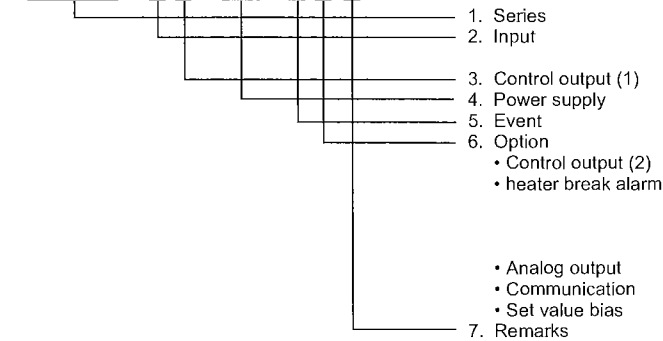 1. Series
2. Input
3. Control output (1)
4. Power supply
5. Event
6. Option
• Control output (2)
• heater break alarm
• Analog output
• Communication
• Set value bias
7. Remarks